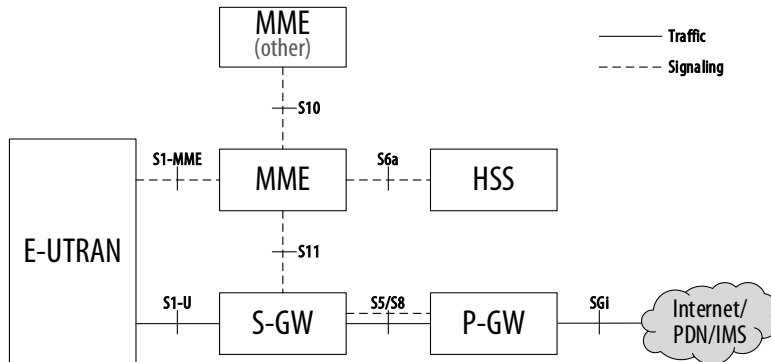 MME
(other)
Traffic
Signaling
S10
S1-MME
S6a
MME
HSS
E-UTRAN
S11
S1-U
S5/S8
SGi
S-GW
P-GW
Internet/
PDN/IMS